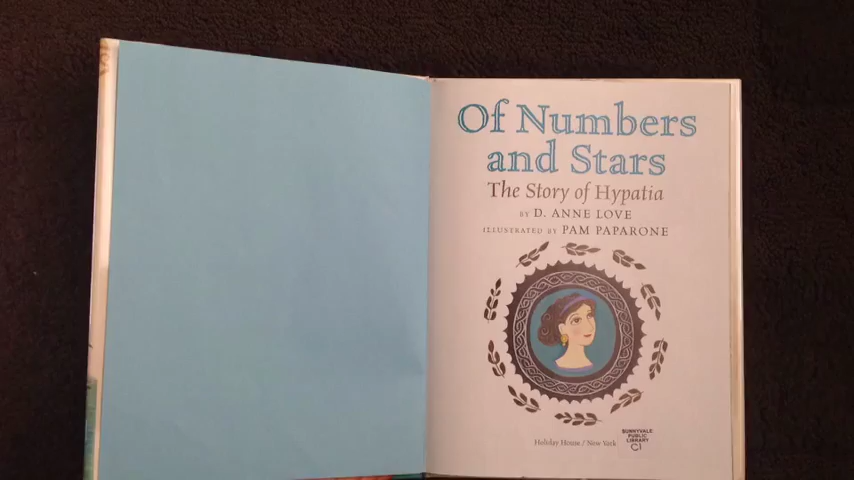 Of Numbers
and Stars
The Story of Hypatia
BY D. ANNE LOVE
ILLUSTRATED BY PAM PAPARONE
Holiday House / New York
SUNNYVALE
PUBLIC
LIBRARY
C1